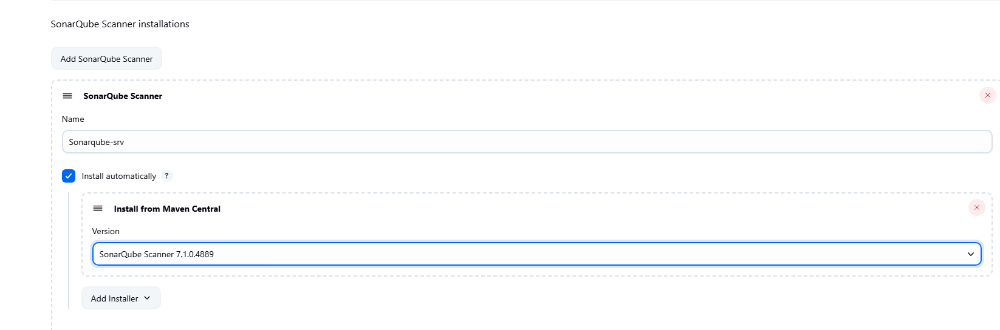 SonarQube Scanner installations
Add SonarQube Scanner
SonarQube Scanner
Name
Sonarqube-srv
Install automatically ?
Install from Maven Central
Version
SonarQube Scanner 7.1.0.4889
Add Installer